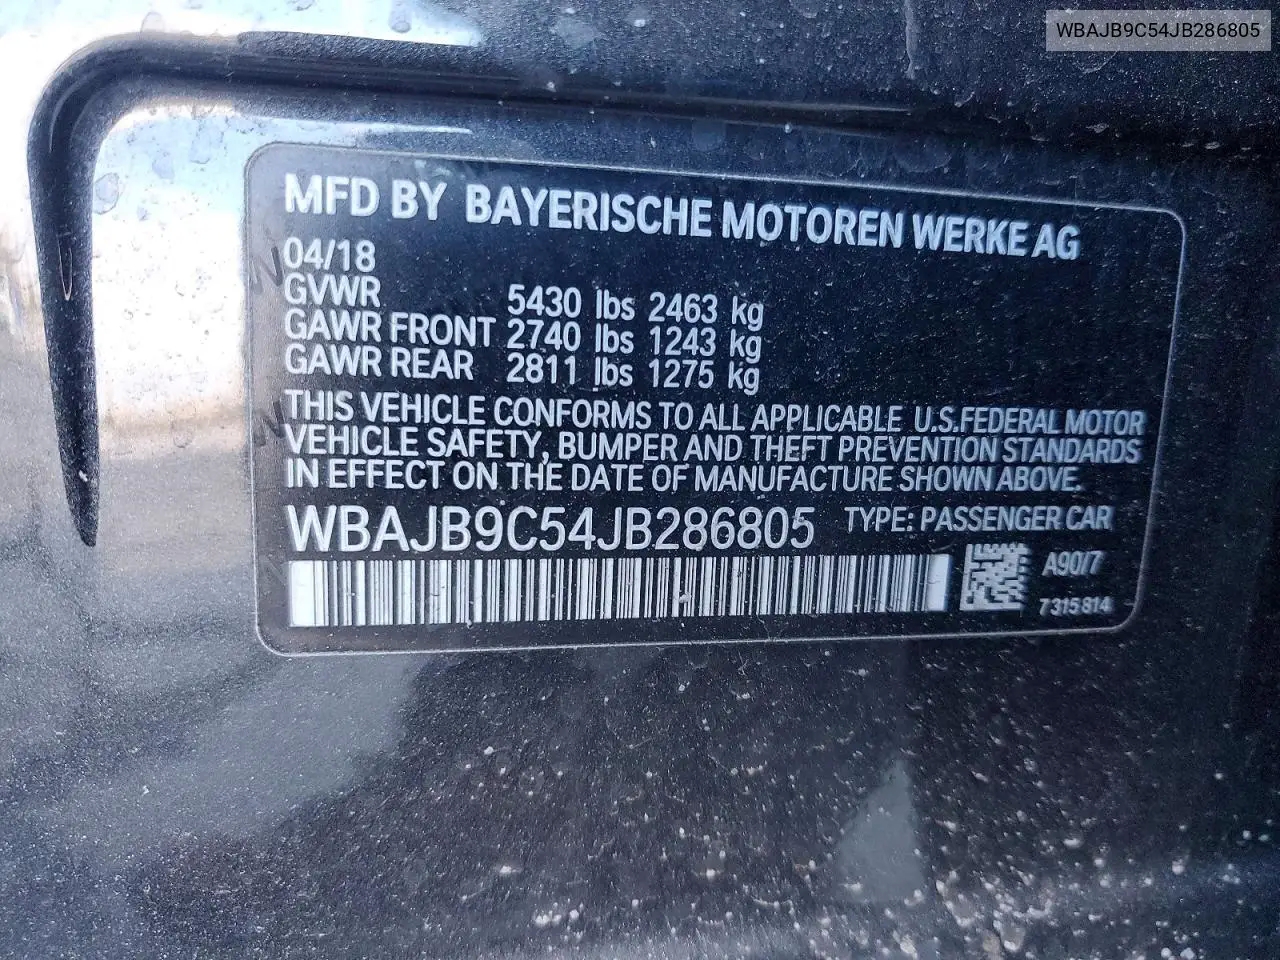 WBAJB9C54JB286805
MFD BY BAYERISCHE MOTOREN WERKE AG
04/18
GVWR 5430 lbs 2463 kg
GAWR FRONT 2740 lbs 1243 kg
GAWR REAR 2811 lbs 1275 kg
THIS VEHICLE CONFORMS TO ALL APPLICABLE U.S.FEDERAL MOTOR
VEHICLE SAFETY, BUMPER AND THEFT PREVENTION STANDARDS
IN EFFECT ON THE DATE OF MANUFACTURE SHOWN ABOVE.
WBAJB9C54JB286805 TYPE: PASSENGER CAR
A90/7
7315814